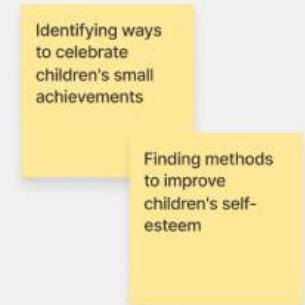 Identifying ways
to celebrate
children's small
achievements
Finding methods
to improve
children's self-
esteem